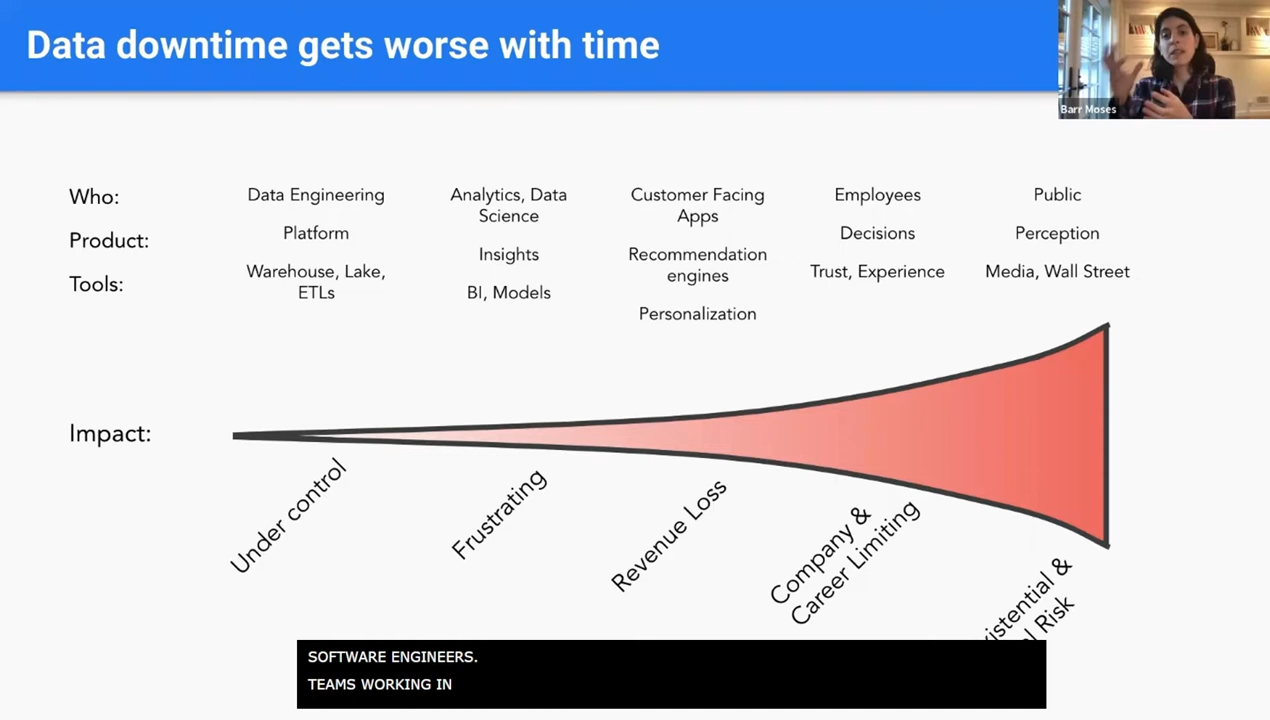 Data downtime gets worse with time
Barr Moses
Who:
Product:
Tools:
Data Engineering
Platform
Warehouse, Lake,
ETLs
Analytics, Data
Science
Insights
BI, Models
Customer Facing
Apps
Recommendation
engines
Personalization
Employees
Decisions
Trust, Experience
Public
Perception
Media, Wall Street
Impact:
Under control
Frustrating
Revenue Loss
Company &
Career Limiting
&
Risk
SOFTWARE ENGINEERS.
TEAMS WORKING IN